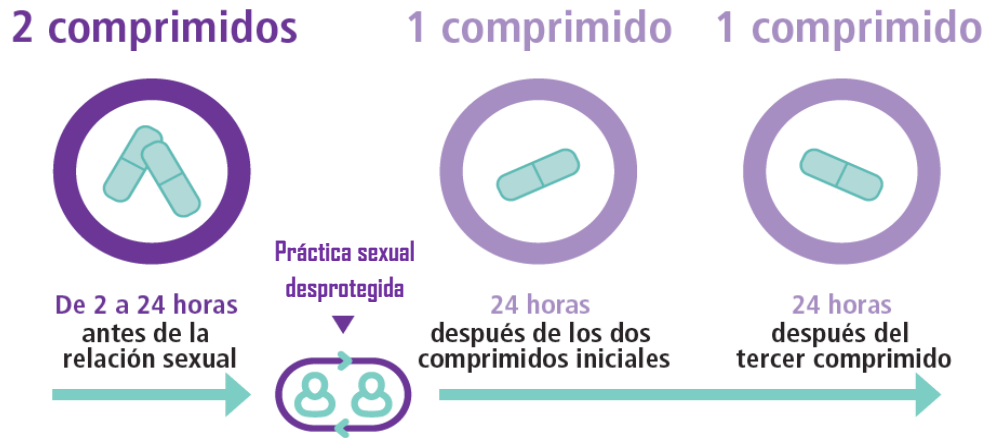 2 comprimidos
1 comprimido
1 comprimido
Práctica sexual
desprotegida
De 2 a 24 horas
antes de la
relación sexual
24 horas
después de los dos
comprimidos iniciales
24 horas
después del
tercer comprimido